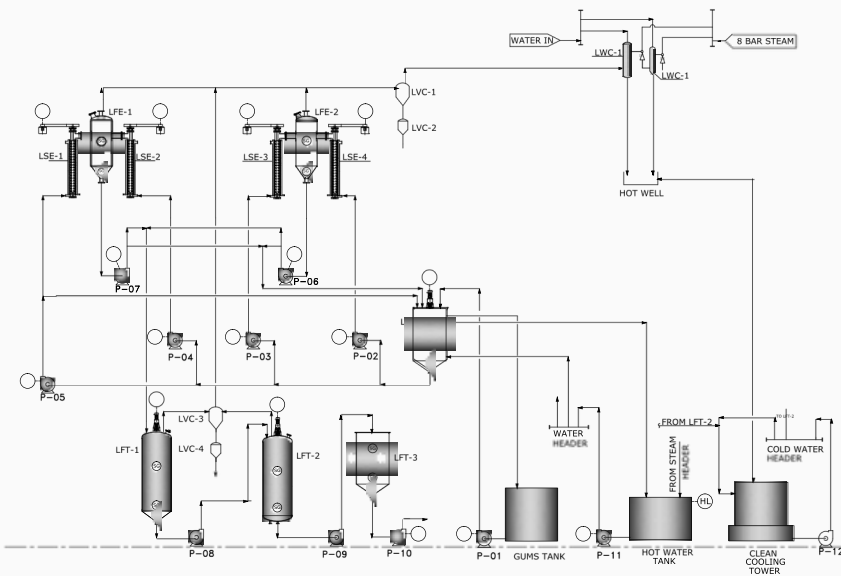 WATER IN
8 BAR STEAM
LWC-1
LWC-1
LVC-1
LFE-1
LFE-2
LVC-2
LSE-1
LSE-2
LSE-3
LSE-4
HOT WELL
P-07
P-06
P-04
P-03
P-02
P-05
LVC-3
LFT-1
LVC-4
LFT-2
LFT-3
WATER
HEADER
FROM LFT-2
TO LFT-2
COLD WATER
HEADER
FROM STEAM
HEADER
HL
P-08
P-09
P-10
P-01
GUMS TANK
P-11
HOT WATER
TANK
CLEAN
COOLING
TOWER
P-12